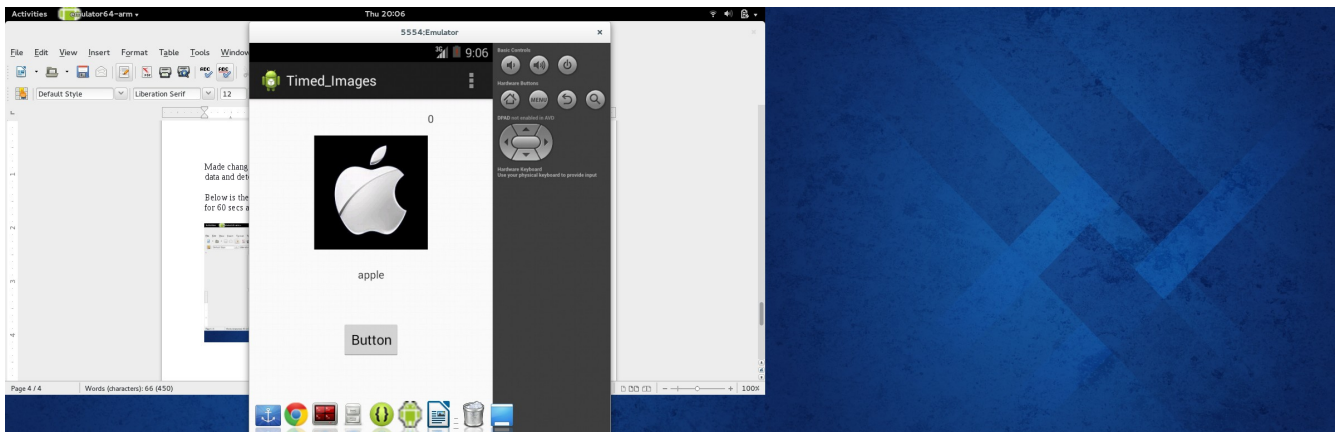 Activities
emulator64-arm
Thu 20:06
5554:Emulator
File Edit View Insert Format Table Tools Window
Default Style
Liberation Serif
12
Made chang
data and det
Below is the
for 60 secs a
Page 4 / 4
Words (characters): 66 (450)
100%
3G
9:06
Timed_Images
0
apple
Button
Basic Controls
Hardware Buttons
MENU
DPAD not enabled in AVD
Hardware Keyboard
Use your physical keyboard to provide input